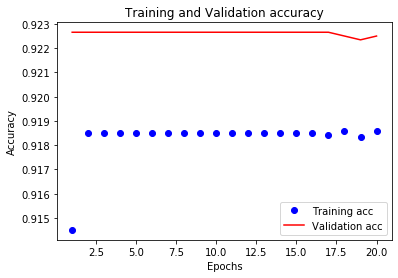 Training and Validation accuracy
0.923
0.922
0.921
0.920
0.919
0.918
0.917
0.916
0.915
Accuracy
2.5 5.0 7.5 10.0 12.5 15.0 17.5 20.0
Epochs
Training acc
Validation acc